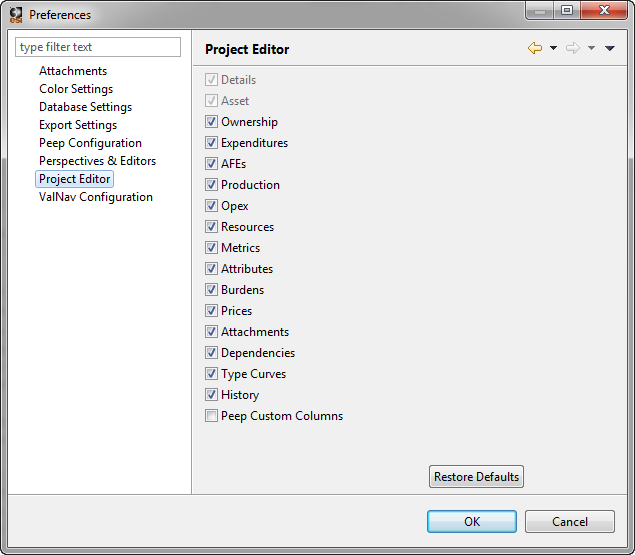 Preferences
type filter text
Attachments
Color Settings
Database Settings
Export Settings
Peep Configuration
Perspectives & Editors
Project Editor
ValNav Configuration
Project Editor
Details
Asset
Ownership
Expenditures
AFEs
Production
Opex
Resources
Metrics
Attributes
Burdens
Prices
Attachments
Dependencies
Type Curves
History
Peep Custom Columns
Restore Defaults
OK
Cancel